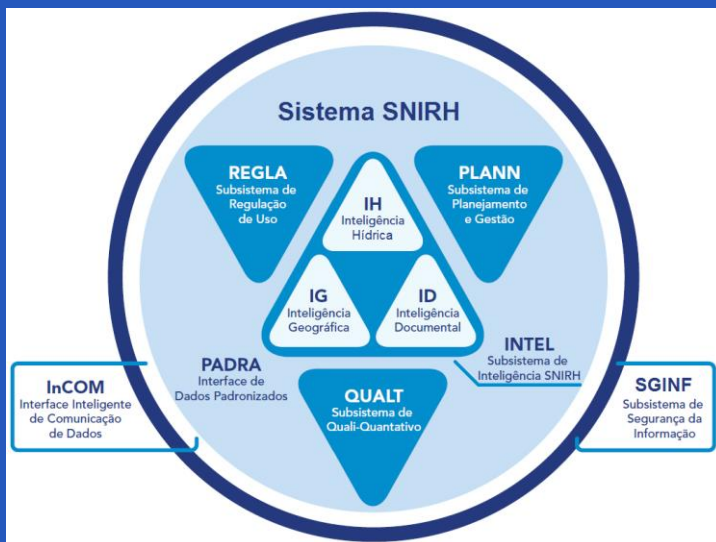 Sistema SNIRH
REGLA
Subsistema de
Regulação
de Uso
PLANN
Subsistema de
Planejamento
e Gestão
IH
Inteligência
Hídrica
IG
Inteligência
Geográfica
ID
Inteligência
Documental
PADRA
Interface de
Dados Padronizados
INTEL
Subsistema de
Inteligência SNIRH
InCOM
Interface Inteligente
de Comunicação
de Dados
QUALT
Subsistema de
Quali-Quantativo
SGINF
Subsistema de
Segurança da
Informação